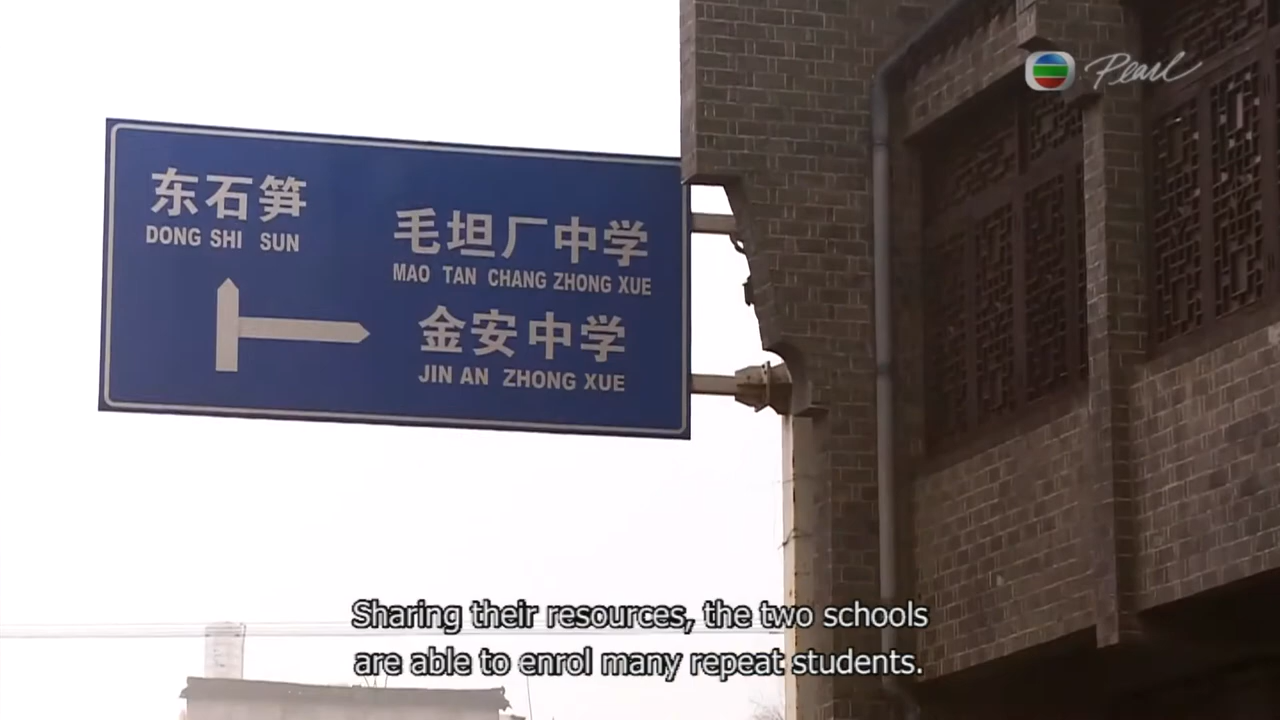 Pearl
东石笋
DONG SHI SUN
毛坦厂中学
MAO TAN CHANG ZHONG XUE
金安中学
JIN AN ZHONG XUE
Sharing their resources, the two schools
are able to enrol many repeat students.